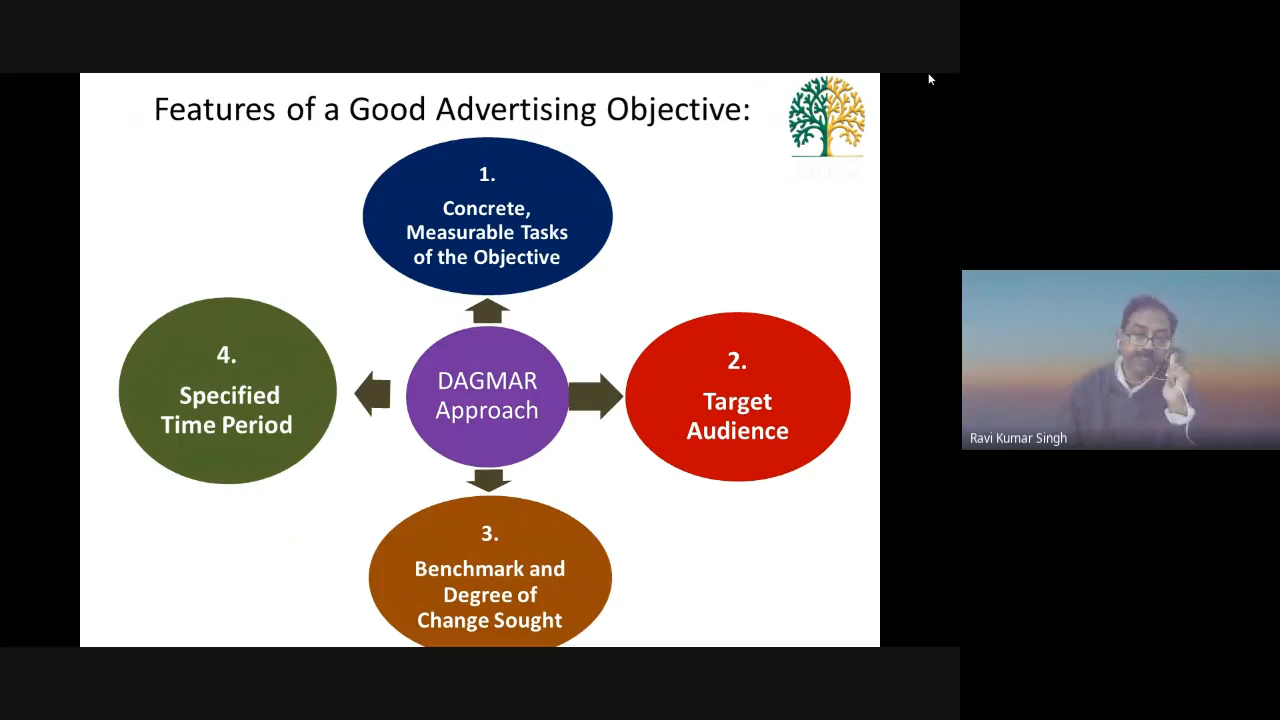 Features of a Good Advertising Objective:
1.
Concrete,
Measurable Tasks
of the Objective
4.
Specified
Time Period
DAGMAR
Approach
2.
Target
Audience
3.
Benchmark and
Degree of
Change Sought
Ravi Kumar Singh